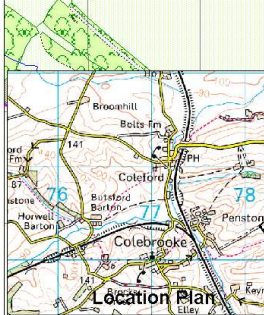 Broomhill
Bolts Fm
141
PH
Fm
Coleford
87
76
78
Butsford
Barton
Horwell
Barton
77
Penston
Colebrooke
141
Location Plan
Elley